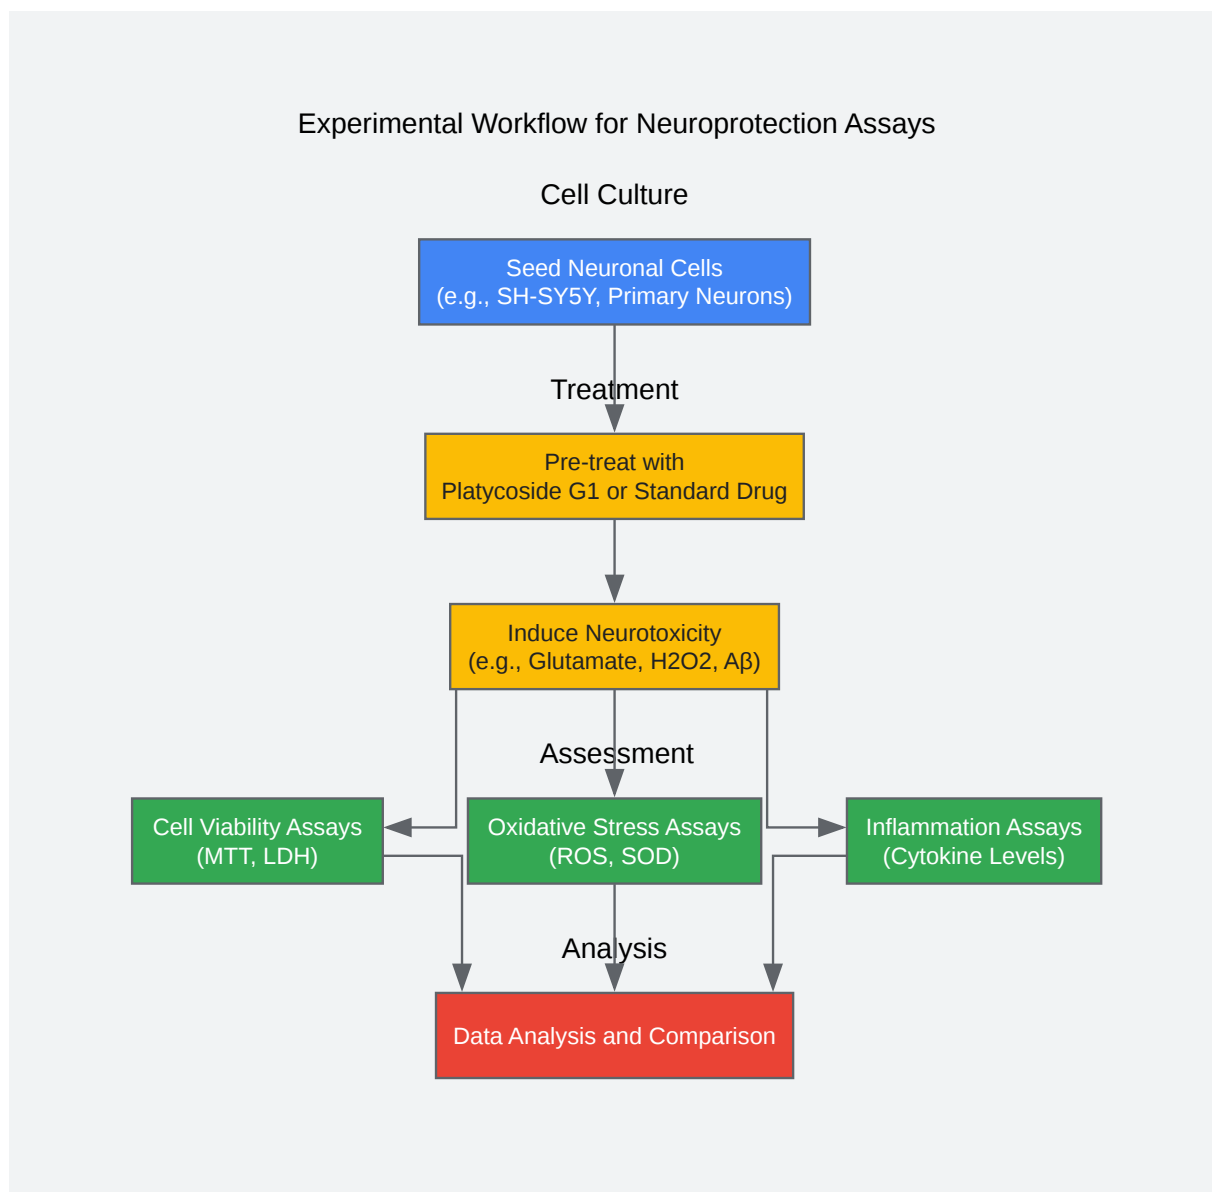 Experimental Workflow for Neuroprotection Assays
Cell Culture
Seed Neuronal Cells
(e.g., SH-SY5Y, Primary Neurons)
Treatment
Pre-treat with
Platycoside G1 or Standard Drug
Induce Neurotoxicity
(e.g., Glutamate, H2O2, Aβ)
Assessment
Cell Viability Assays
(MTT, LDH)
Oxidative Stress Assays
(ROS, SOD)
Inflammation Assays
(Cytokine Levels)
Analysis
Data Analysis and Comparison